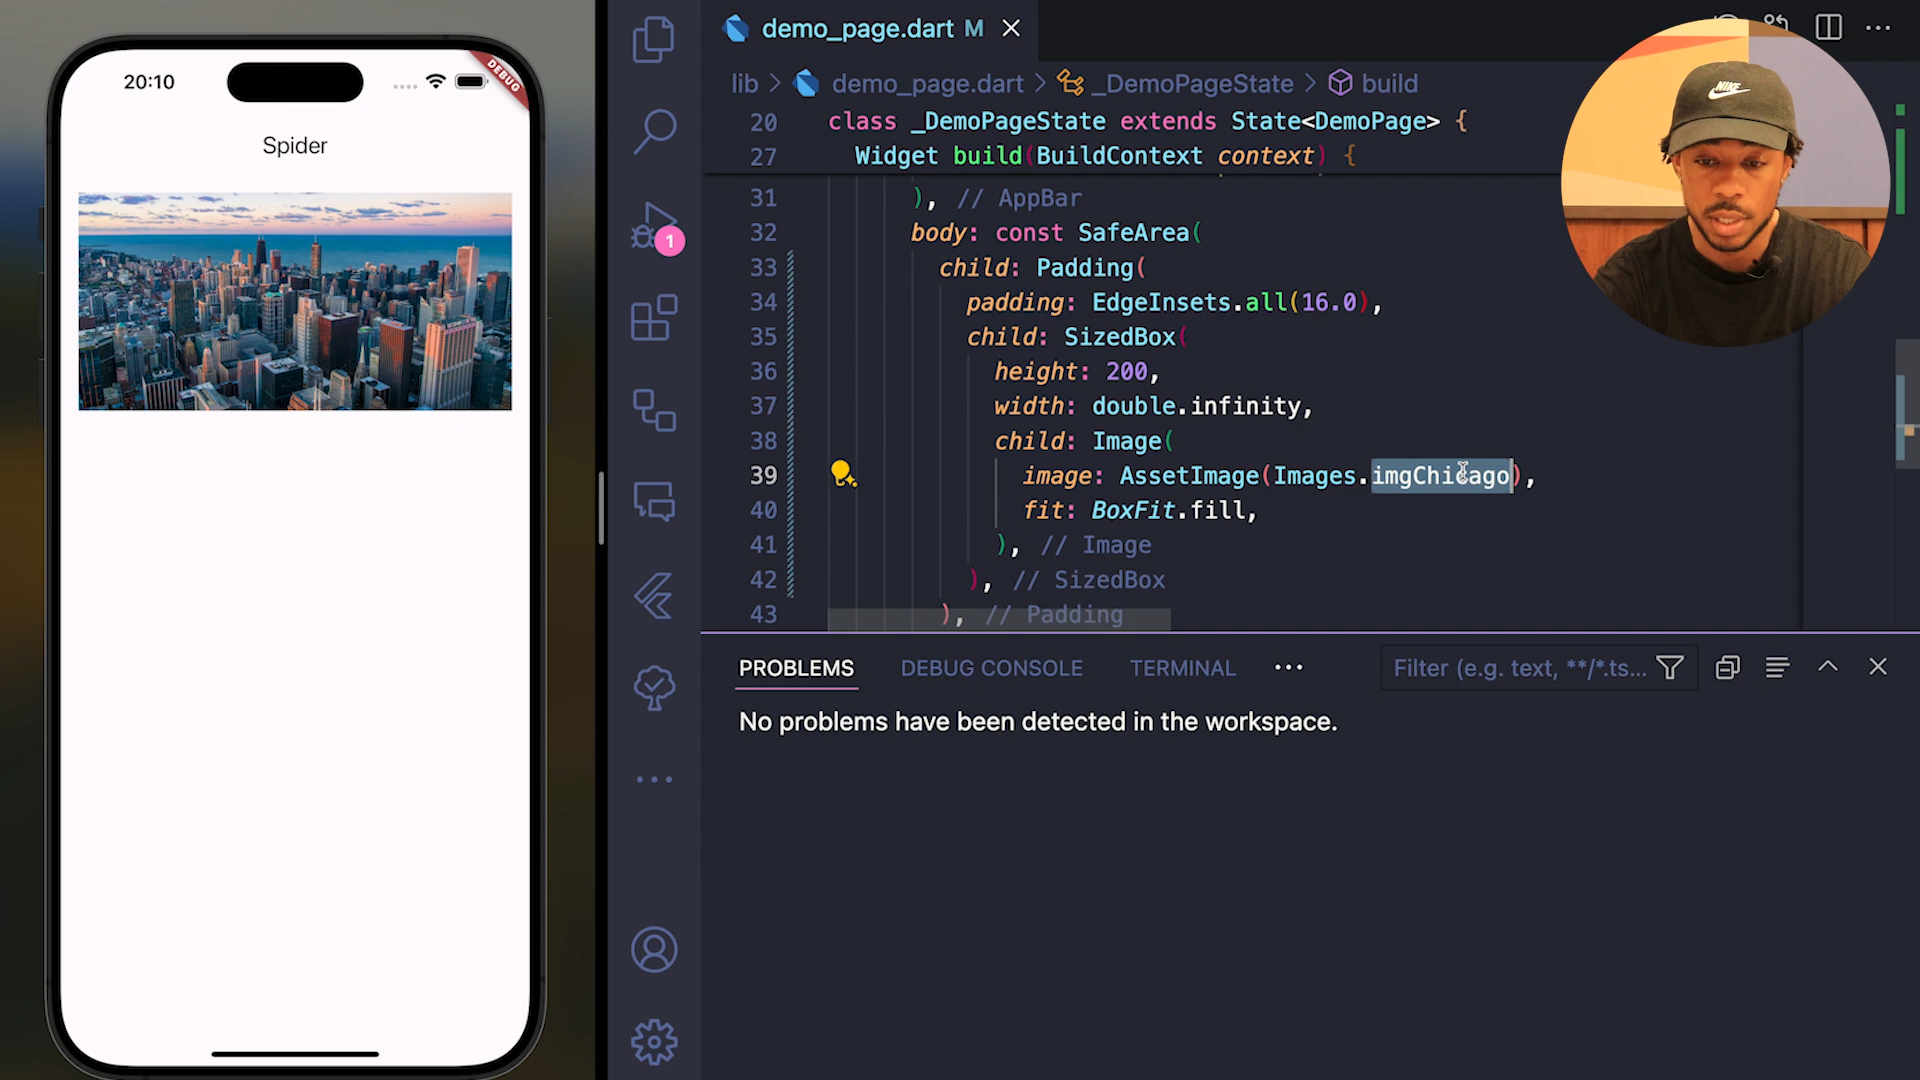 20:10
DEBUG
Spider
1
demo_page.dart M
lib > demo_page.dart > _DemoPageState > build
20 class _DemoPageState extends State<DemoPage> {
27 Widget build(BuildContext context) {
31 ), // AppBar
32 body: const SafeArea(
33 child: Padding(
34 padding: EdgeInsets.all(16.0),
35 child: SizedBox(
36 height: 200,
37 width: double.infinity,
38 child: Image(
39 image: AssetImage(Images.imgChicago),
40 fit: BoxFit.fill,
41 ), // Image
42 ), // SizedBox
43 ), // Padding
NIKE
PROBLEMS DEBUG CONSOLE TERMINAL ... Filter (e.g. text, **/*.ts...
No problems have been detected in the workspace.